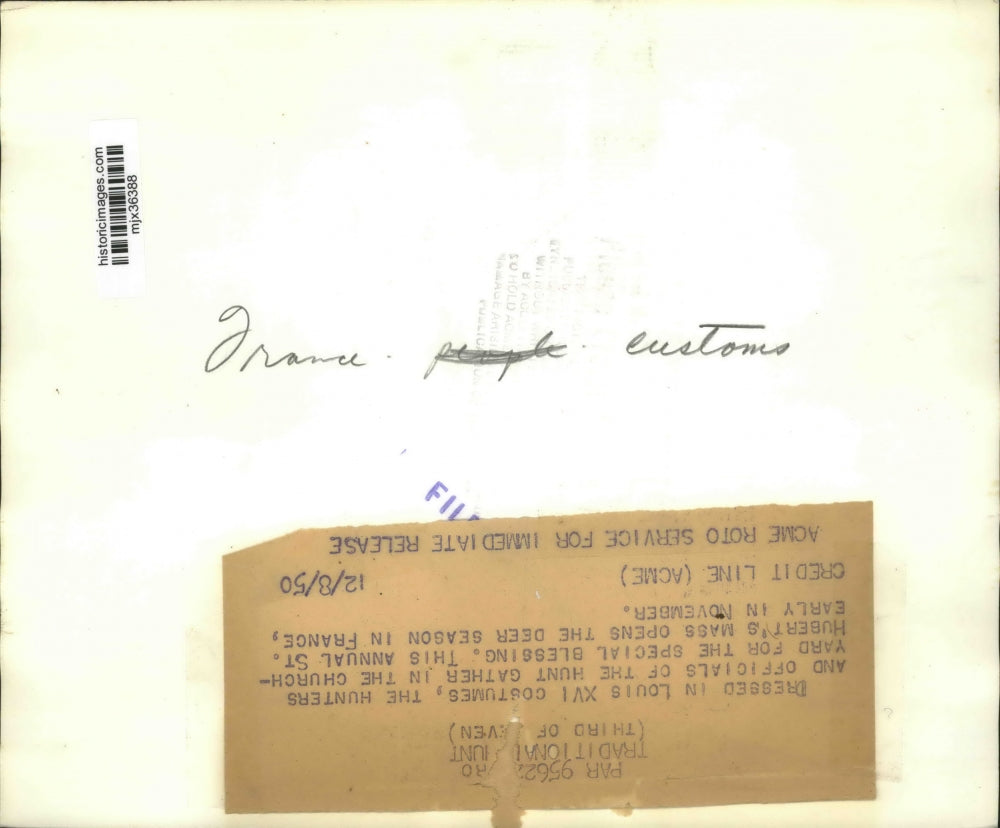 historicimages.com
mjx36388
France. people. customs
FIL
PAR 9562 RO
TRADITIONAL HUNT
(THIRD OF EVEN)
DRESSED IN LOUIS XVI COSTUMES, THE HUNTERS
AND OFFICIALS OF THE HUNT GATHER IN THE CHURCH-
YARD FOR THE SPECIAL BLESSING. THIS ANNUAL ST.
HUBERT'S MASS OPENS THE DEER SEASON IN FRANCE,
EARLY IN NOVEMBER.
CREDIT LINE (ACME) 12/8/50
ACME ROTO SERVICE FOR IMMEDIATE RELEASE